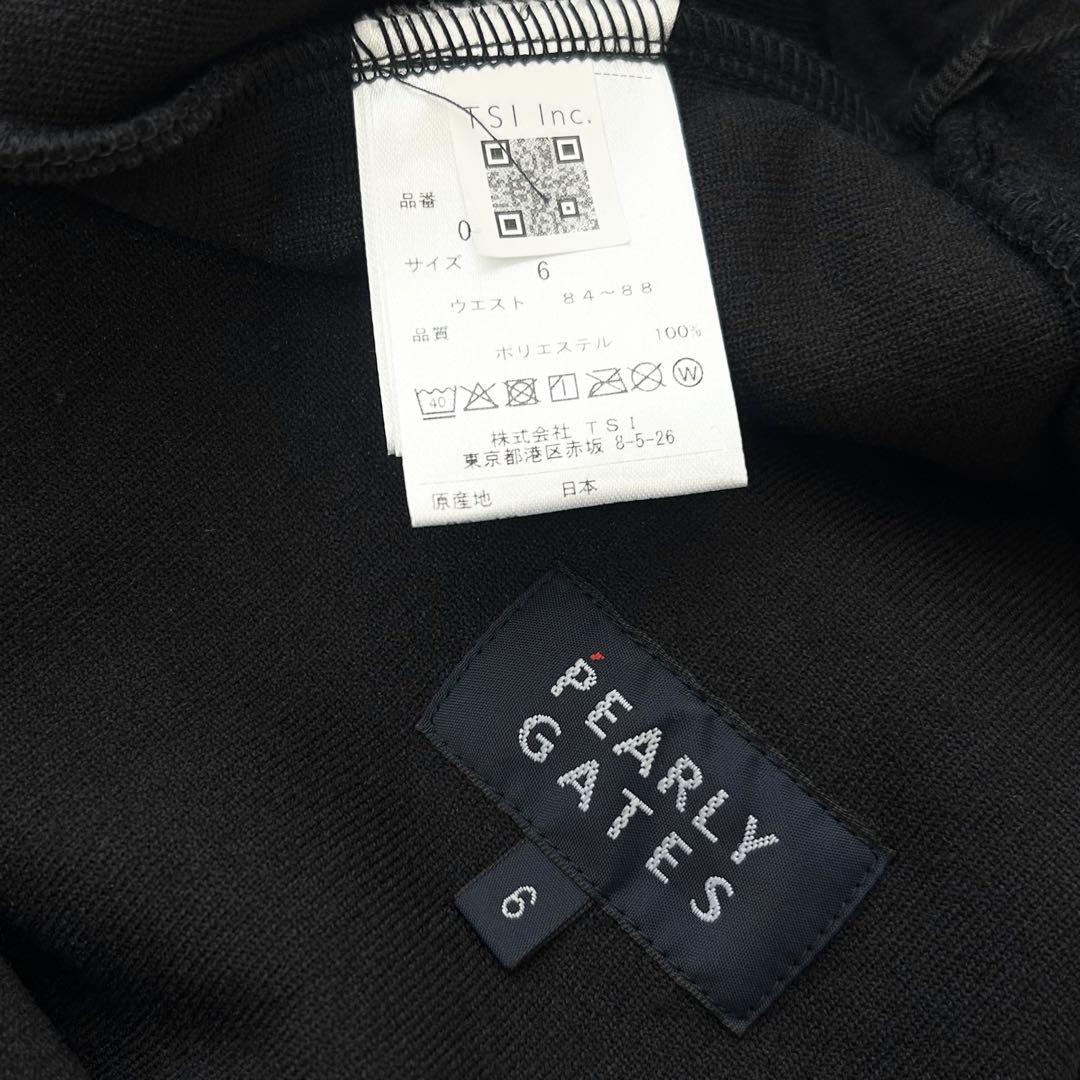 TSI Inc.
品番
0
サイズ 6
ウエスト 84～88
品質
ポリエステル 100%
40 W
株式会社 TSI
東京都港区赤坂 8-5-26
原産地 日本
PEARLY
GATES
6